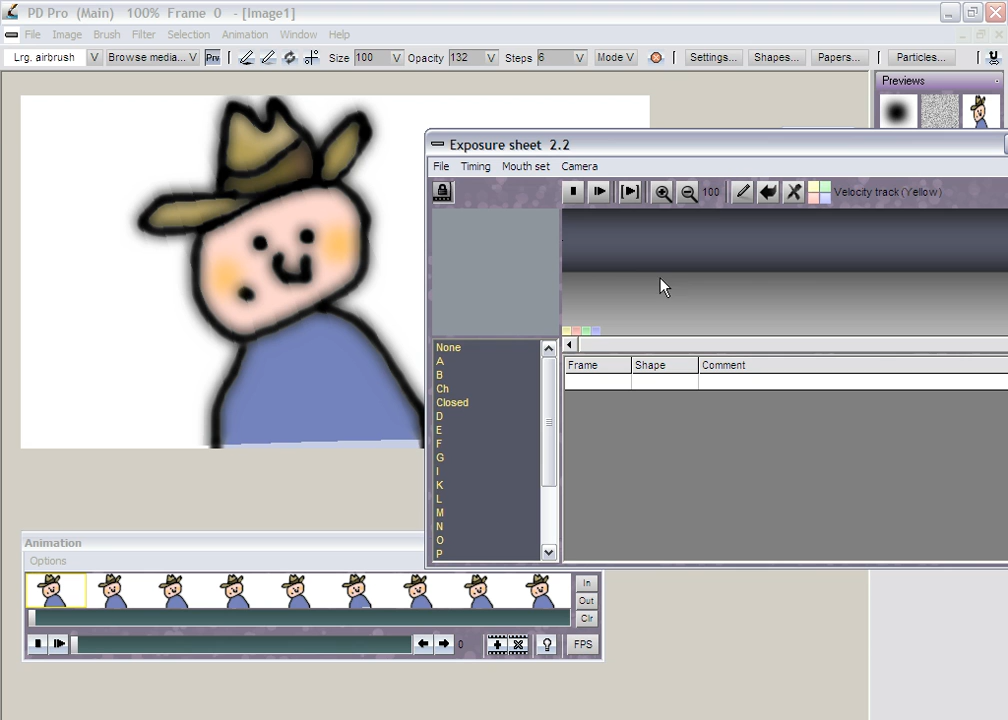 PD Pro (Main) 100% Frame 0 - [Image1]
File Image Brush Filter Selection Animation Window Help
Lrg. airbrush V Browse media... V Prv Size 100 V Opacity 132 V Steps 6 V Mode V Settings... Shapes... Papers... Particles...
Previews
Exposure sheet 2.2
File Timing Mouth set Camera
100 Velocity track (Yellow)
None
A
B
Ch
Closed
D
E
F
G
I
K
L
M
N
O
P
Frame Shape Comment
Animation
Options
In
Out
Clr
0 FPS